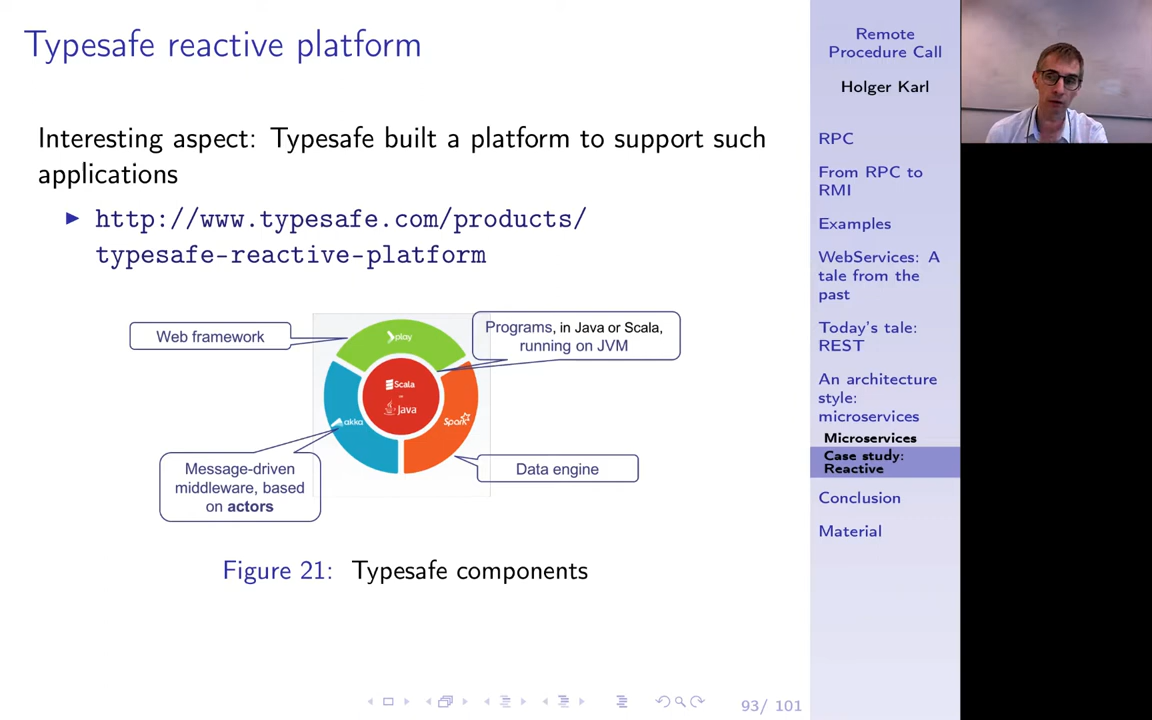 Typesafe reactive platform
Interesting aspect: Typesafe built a platform to support such
applications
http://www.typesafe.com/products/
typesafe-reactive-platform
Web framework
Programs, in Java or Scala,
running on JVM
play
Scala
or
Java
akka
Spark
Message-driven
middleware, based
on actors
Data engine
Figure 21: Typesafe components
93/ 101
Remote
Procedure Call
Holger Karl
RPC
From RPC to
RMI
Examples
WebServices: A
tale from the
past
Today's tale:
REST
An architecture
style:
microservices
Microservices
Case study:
Reactive
Conclusion
Material